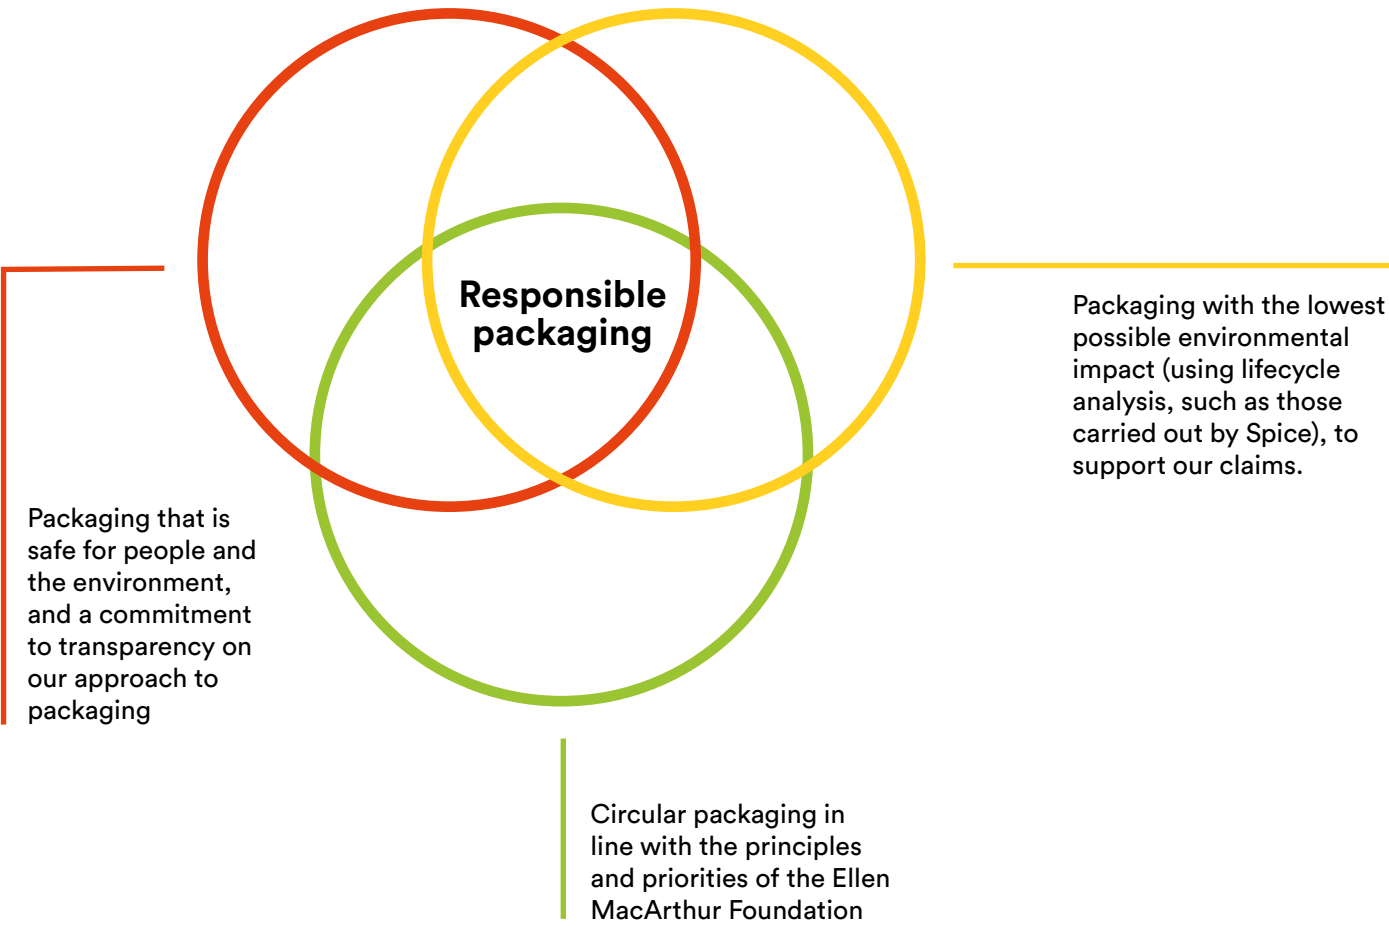 Responsible
packaging
Packaging with the lowest
possible environmental
impact (using lifecycle
analysis, such as those
carried out by Spice), to
support our claims.
Packaging that is
safe for people and
the environment,
and a commitment
to transparency on
our approach to
packaging
Circular packaging in
line with the principles
and priorities of the Ellen
MacArthur Foundation